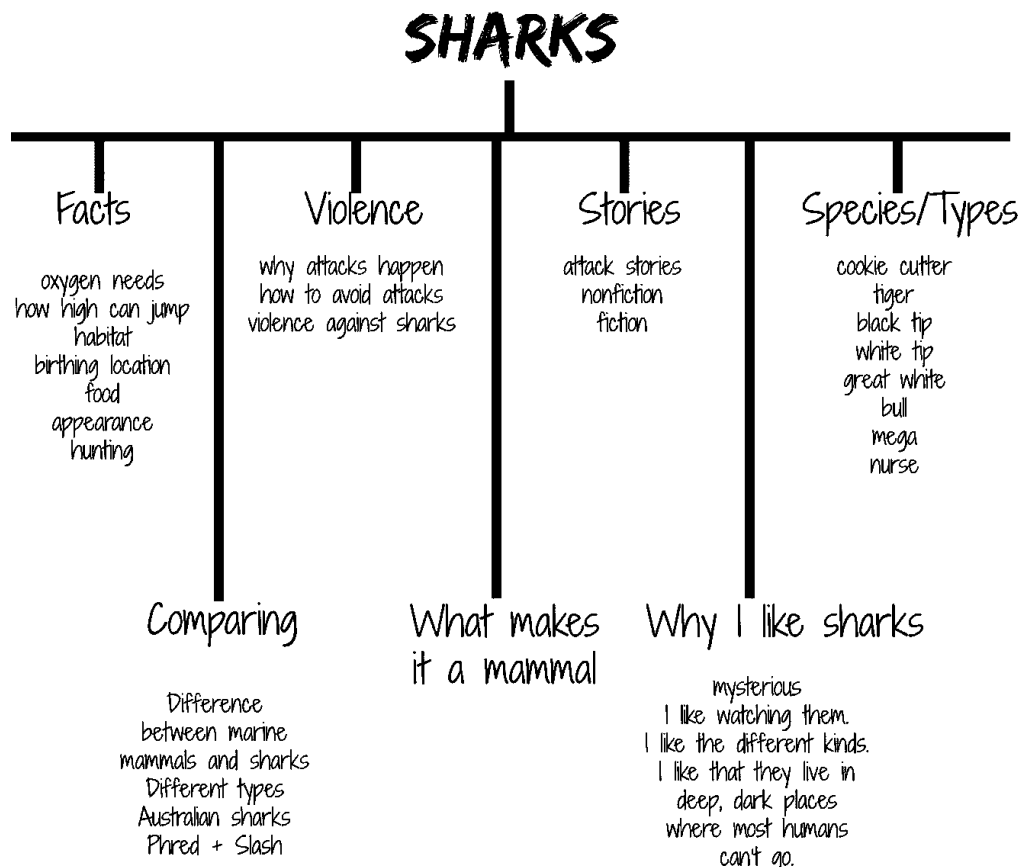 SHARKS
Facts
oxygen needs
how high can jump
habitat
birthing location
food
appearance
hunting
Violence
why attacks happen
how to avoid attacks
violence against sharks
Stories
attack stories
nonfiction
fiction
Species/Types
cookie cutter
tiger
black tip
white tip
great white
bull
mega
nurse
Comparing
Difference
between marine
mammals and sharks
Different types
Australian sharks
Phred + Slash
What makes
it a mammal
Why I like sharks
mysterious
I like watching them.
I like the different kinds.
I like that they live in
deep, dark places
where most humans
can't go.